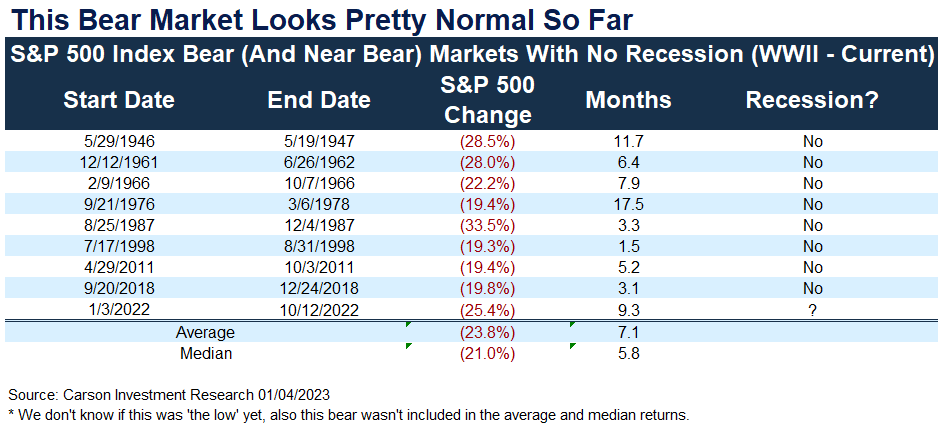 This Bear Market Looks Pretty Normal So Far
S&P 500 Index Bear (And Near Bear) Markets With No Recession (WWII - Current)
Start Date End Date S&P 500 Change Months Recession?
5/29/1946 5/19/1947 (28.5%) 11.7 No
12/12/1961 6/26/1962 (28.0%) 6.4 No
2/9/1966 10/7/1966 (22.2%) 7.9 No
9/21/1976 3/6/1978 (19.4%) 17.5 No
8/25/1987 12/4/1987 (33.5%) 3.3 No
7/17/1998 8/31/1998 (19.3%) 1.5 No
4/29/2011 10/3/2011 (19.4%) 5.2 No
9/20/2018 12/24/2018 (19.8%) 3.1 No
1/3/2022 10/12/2022 (25.4%) 9.3 ?
Average (23.8%) 7.1
Median (21.0%) 5.8
Source: Carson Investment Research 01/04/2023
* We don't know if this was 'the low' yet, also this bear wasn't included in the average and median returns.